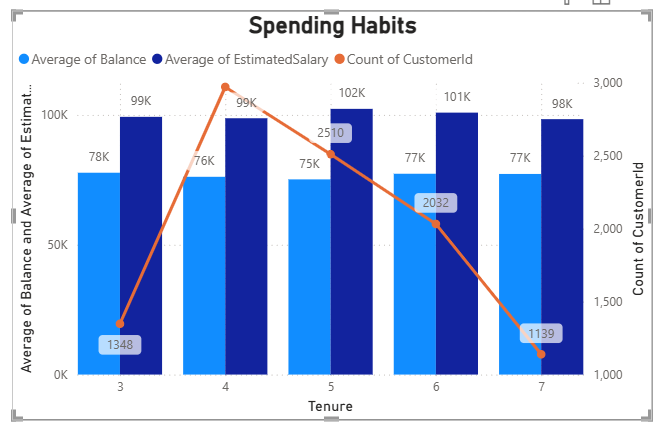 Spending Habits
Average of Balance Average of EstimatedSalary Count of CustomerId
Average of Balance and Average of Estimat...
100K
50K
0K
78K
99K
76K
99K
75K
102K
77K
101K
77K
98K
1348
2510
2032
1139
3,000
2,500
2,000
1,500
1,000
Count of CustomerId
3 4 5 6 7
Tenure